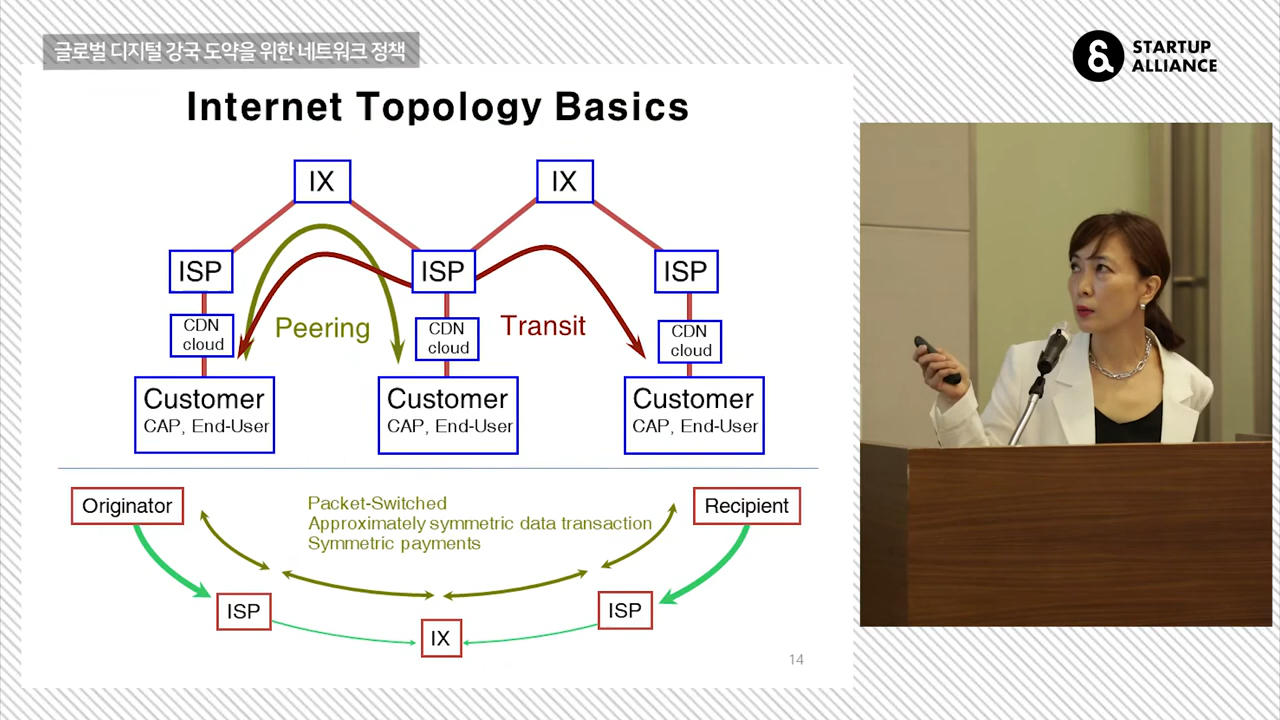 글로벌 디지털 강국 도약을 위한 네트워크 정책
STARTUP
ALLIANCE
Internet Topology Basics
IX
IX
ISP
ISP
ISP
CDN
cloud
Peering
CDN
cloud
Transit
CDN
cloud
Customer
CAP, End-User
Customer
CAP, End-User
Customer
CAP, End-User
Originator
Packet-Switched
Approximately symmetric data transaction
Symmetric payments
Recipient
ISP
IX
ISP
14